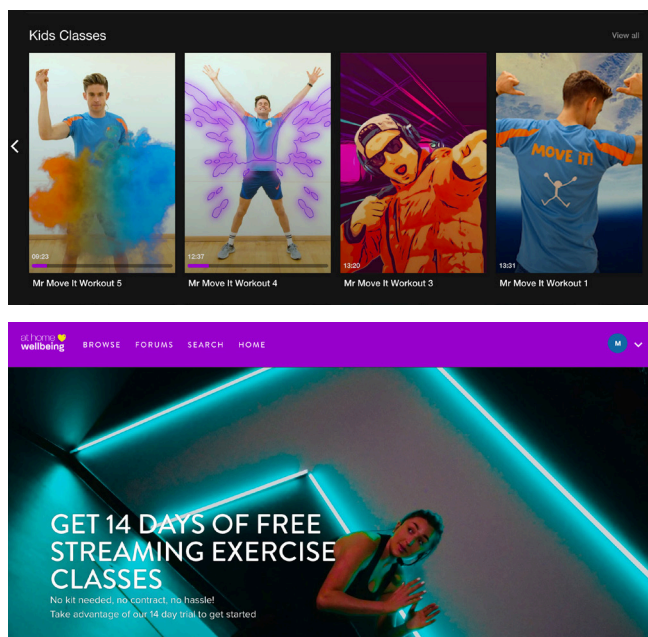 Kids Classes
View all
MOVE IT!
09:23
12:37
13:20
13:31
Mr Move It Workout 5
Mr Move It Workout 4
Mr Move It Workout 3
Mr Move It Workout 1
at home
wellbeing
BROWSE FORUMS SEARCH HOME
M
GET 14 DAYS OF FREE
STREAMING EXERCISE
CLASSES
No kit needed, no contract, no hassle!
Take advantage of our 14 day trial to get started